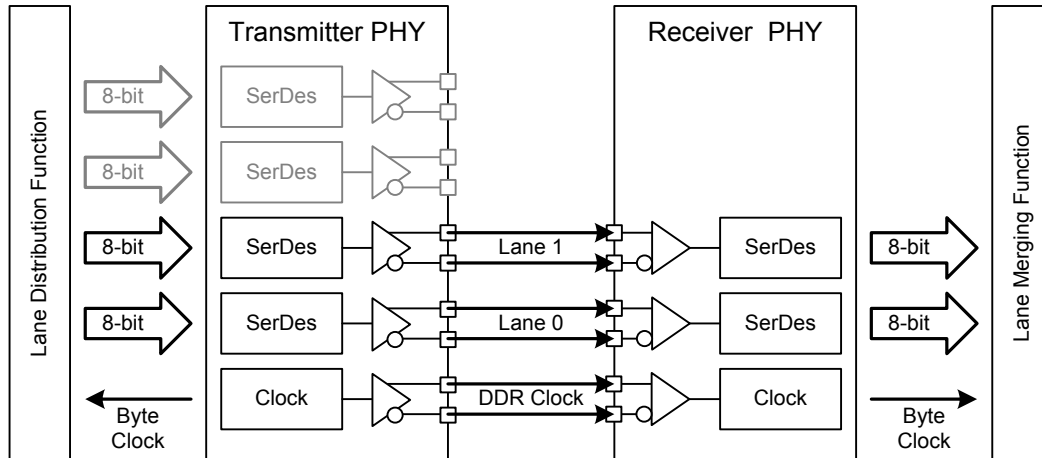 Transmitter PHY
Receiver PHY
Lane Distribution Function
8-bit
SerDes
8-bit
SerDes
8-bit
SerDes
Lane 1
SerDes
8-bit
8-bit
SerDes
Lane 0
SerDes
8-bit
Byte
Clock
Clock
DDR Clock
Clock
Byte
Clock
Lane Merging Function